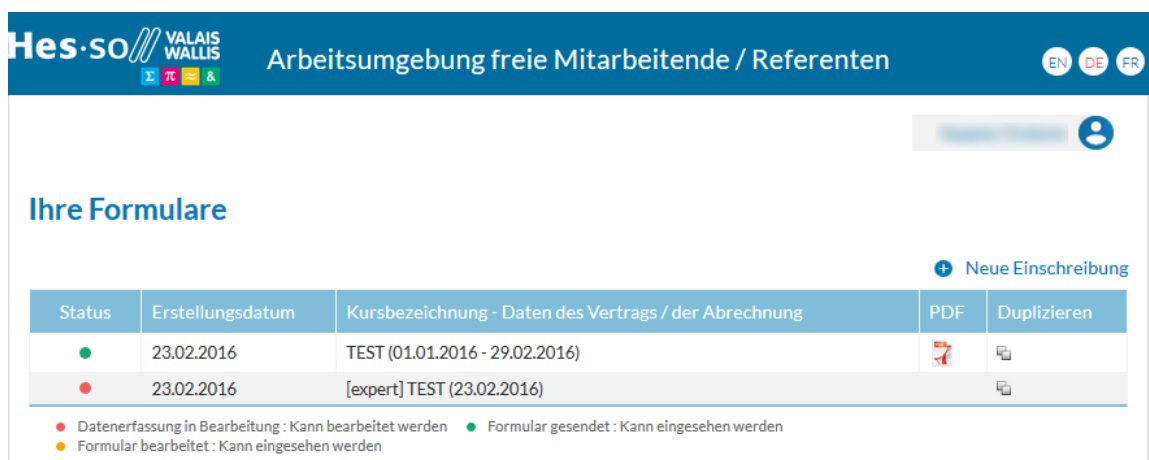 Hes·so VALAIS
WALLIS
Σ π ≈ &
Arbeitsumgebung freie Mitarbeitende / Referenten
EN DE FR
Ihre Formulare
Neue Einschreibung
Status Erstellungsdatum Kursbezeichnung - Daten des Vertrags / der Abrechnung PDF Duplizieren
23.02.2016 TEST (01.01.2016 - 29.02.2016)
23.02.2016 [expert] TEST (23.02.2016)
Datenerfassung in Bearbeitung : Kann bearbeitet werden Formular gesendet : Kann eingesehen werden
Formular bearbeitet : Kann eingesehen werden